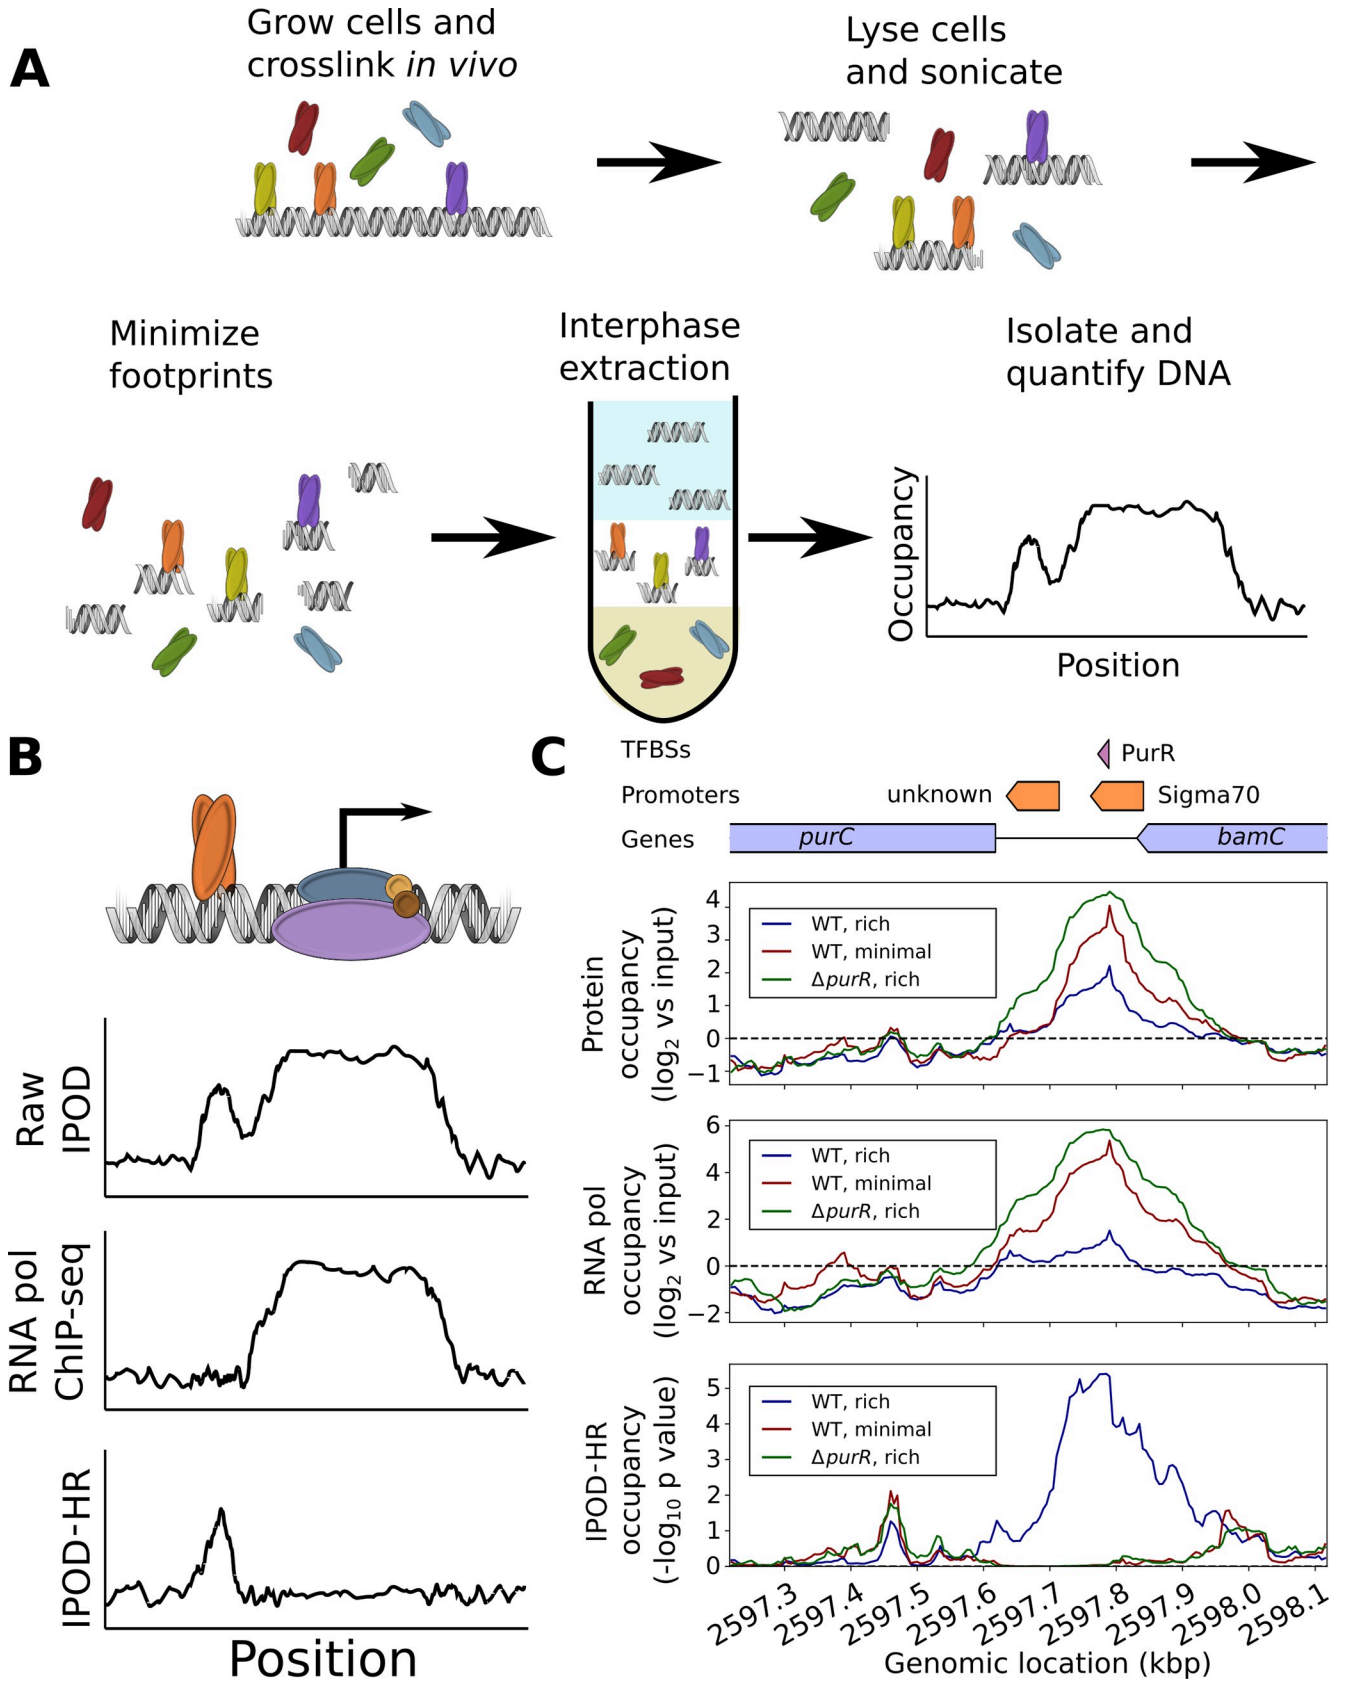 A
Grow cells and
crosslink in vivo
Lyse cells
and sonicate
Minimize
footprints
Interphase
extraction
Isolate and
quantify DNA
Occupancy
Position
B
Raw
IPOD
RNA pol
ChIP-seq
IPOD-HR
Position
C
TFBSs
PurR
Promoters
unknown
Sigma70
Genes
purC
bamC
Protein
occupancy
(log2 vs input)
4
3
2
1
0
−1
WT, rich
WT, minimal
ΔpurR, rich
RNA pol
occupancy
(log2 vs input)
6
4
2
0
−2
WT, rich
WT, minimal
ΔpurR, rich
IPOD-HR
occupancy
(-log10 p value)
5
4
3
2
1
0
WT, rich
WT, minimal
ΔpurR, rich
2597.3
2597.4
2597.5
2597.6
2597.7
2597.8
2597.9
2598.0
2598.1
Genomic location (kbp)